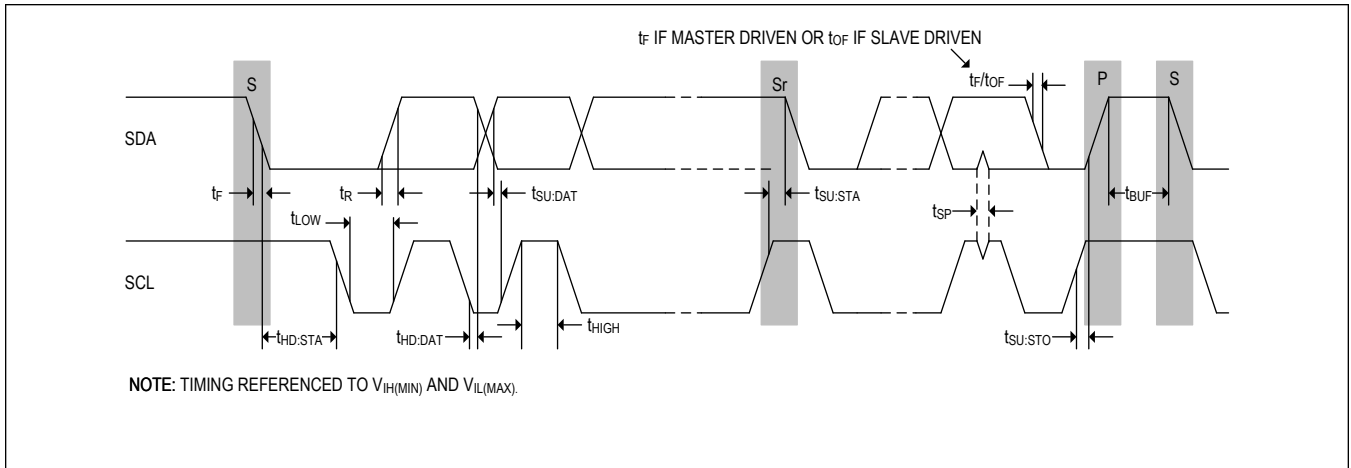 tF IF MASTER DRIVEN OR tOF IF SLAVE DRIVEN
S
Sr
tF/tOF
P
S
SDA
tF
tR
tSU:DAT
tSU:STA
tSP
tBUF
tLOW
SCL
tHD:STA
tHD:DAT
tHIGH
tSU:STO
NOTE: TIMING REFERENCED TO VIH(MIN) AND VIL(MAX).